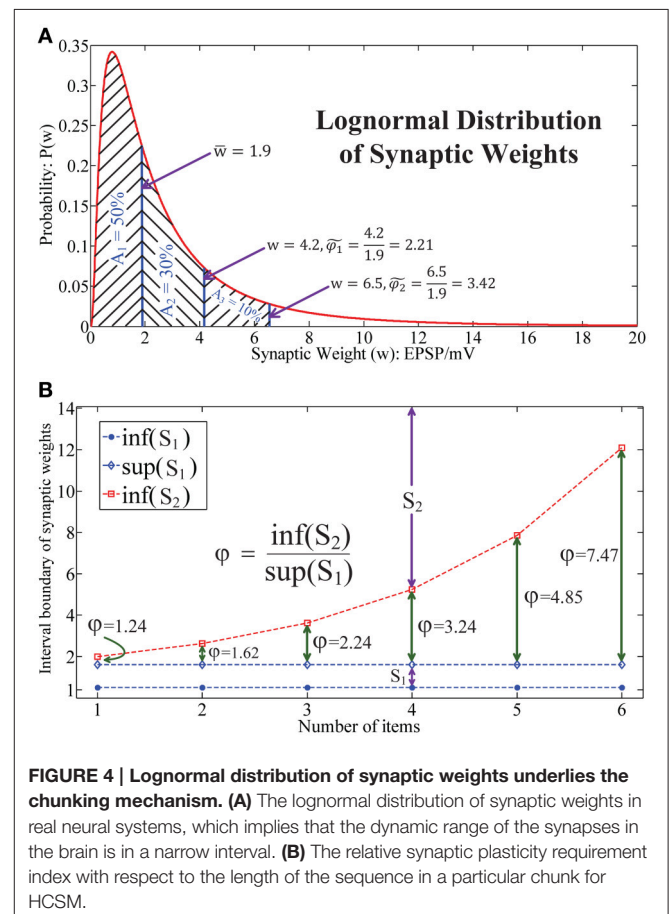 A
Lognormal Distribution
of Synaptic Weights
Probability: P(w)
0.35
0.3
0.25
0.2
0.15
0.1
0.05
0
w̅ = 1.9
w = 4.2, φ̃₁ = 4.2/1.9 = 2.21
w = 6.5, φ̃₂ = 6.5/1.9 = 3.42
A₁ = 50%
A₂ = 30%
A₃ = 10%
0 2 4 6 8 10 12 14 16 18 20
Synaptic Weight (w): EPSP/mV
B
Interval boundary of synaptic weights
14
12
10
8
6
4
2
1
inf(S₁)
sup(S₁)
inf(S₂)
φ = inf(S₂)/sup(S₁)
S₂
S₁
φ=1.24
φ=1.62
φ=2.24
φ=3.24
φ=4.85
φ=7.47
1 2 3 4 5 6
Number of items
FIGURE 4 | Lognormal distribution of synaptic weights underlies the
chunking mechanism. (A) The lognormal distribution of synaptic weights in
real neural systems, which implies that the dynamic range of the synapses in
the brain is in a narrow interval. (B) The relative synaptic plasticity requirement
index with respect to the length of the sequence in a particular chunk for
HCSM.